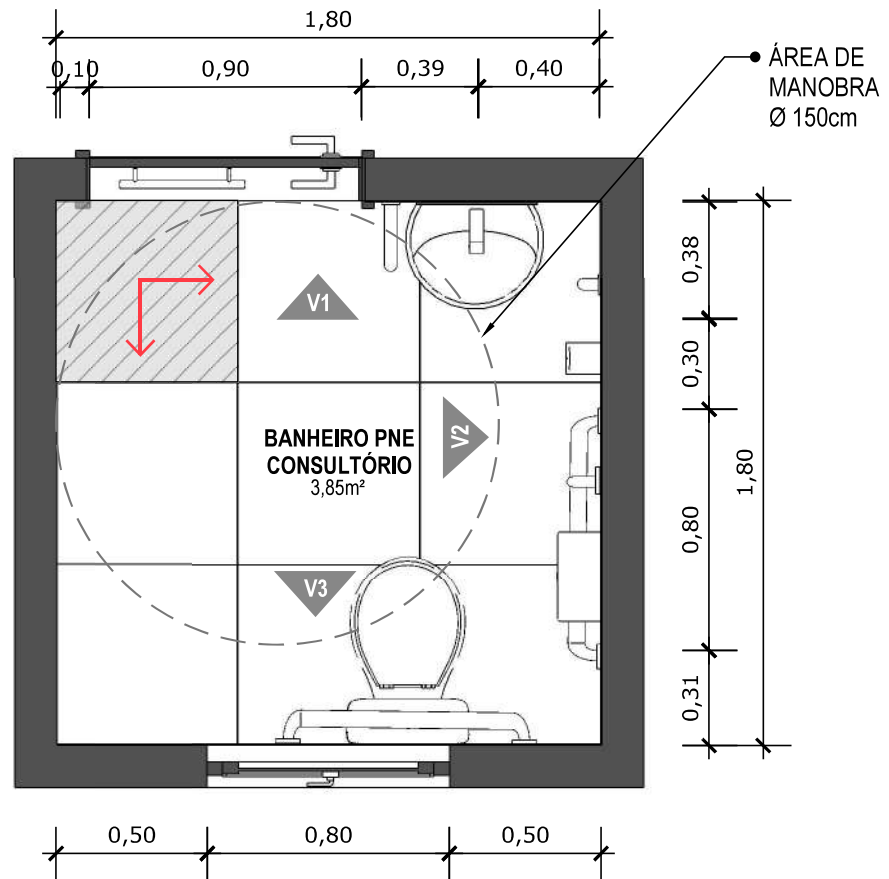 1,80
0,10
0,90
0,39
0,40
ÁREA DE
MANOBRA
Ø 150cm
V1
0,38
0,30
BANHEIRO PNE
CONSULTÓRIO
3,85m²
V2
0,80
1,80
V3
0,31
0,50
0,80
0,50